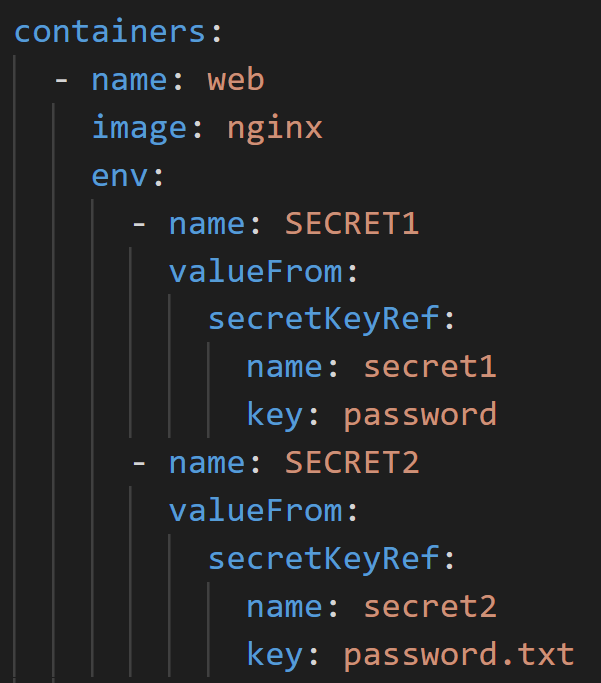 containers:
  - name: web
    image: nginx
    env:
      - name: SECRET1
        valueFrom:
          secretKeyRef:
            name: secret1
            key: password
      - name: SECRET2
        valueFrom:
          secretKeyRef:
            name: secret2
            key: password.txt